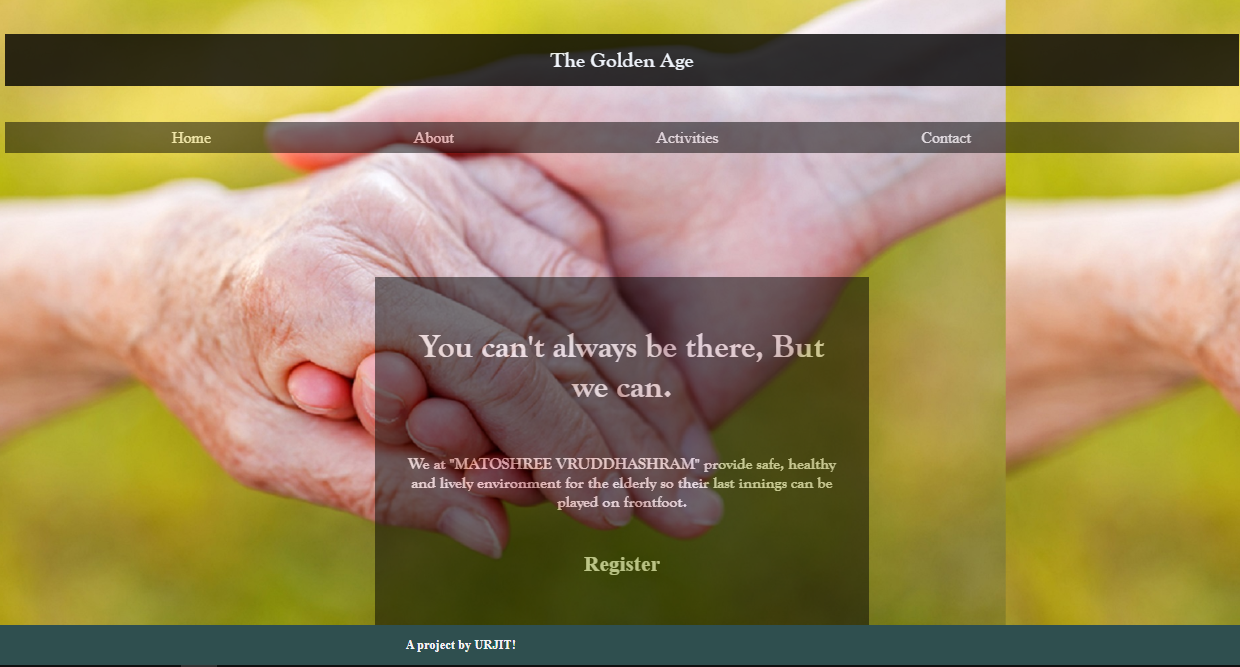 The Golden Age
Home About Activities Contact
You can't always be there, But
we can.
We at "MATOSHREE VRUDDHASHRAM" provide safe, healthy
and lively environment for the elderly so their last innings can be
played on frontfoot.
Register
A project by URJIT!